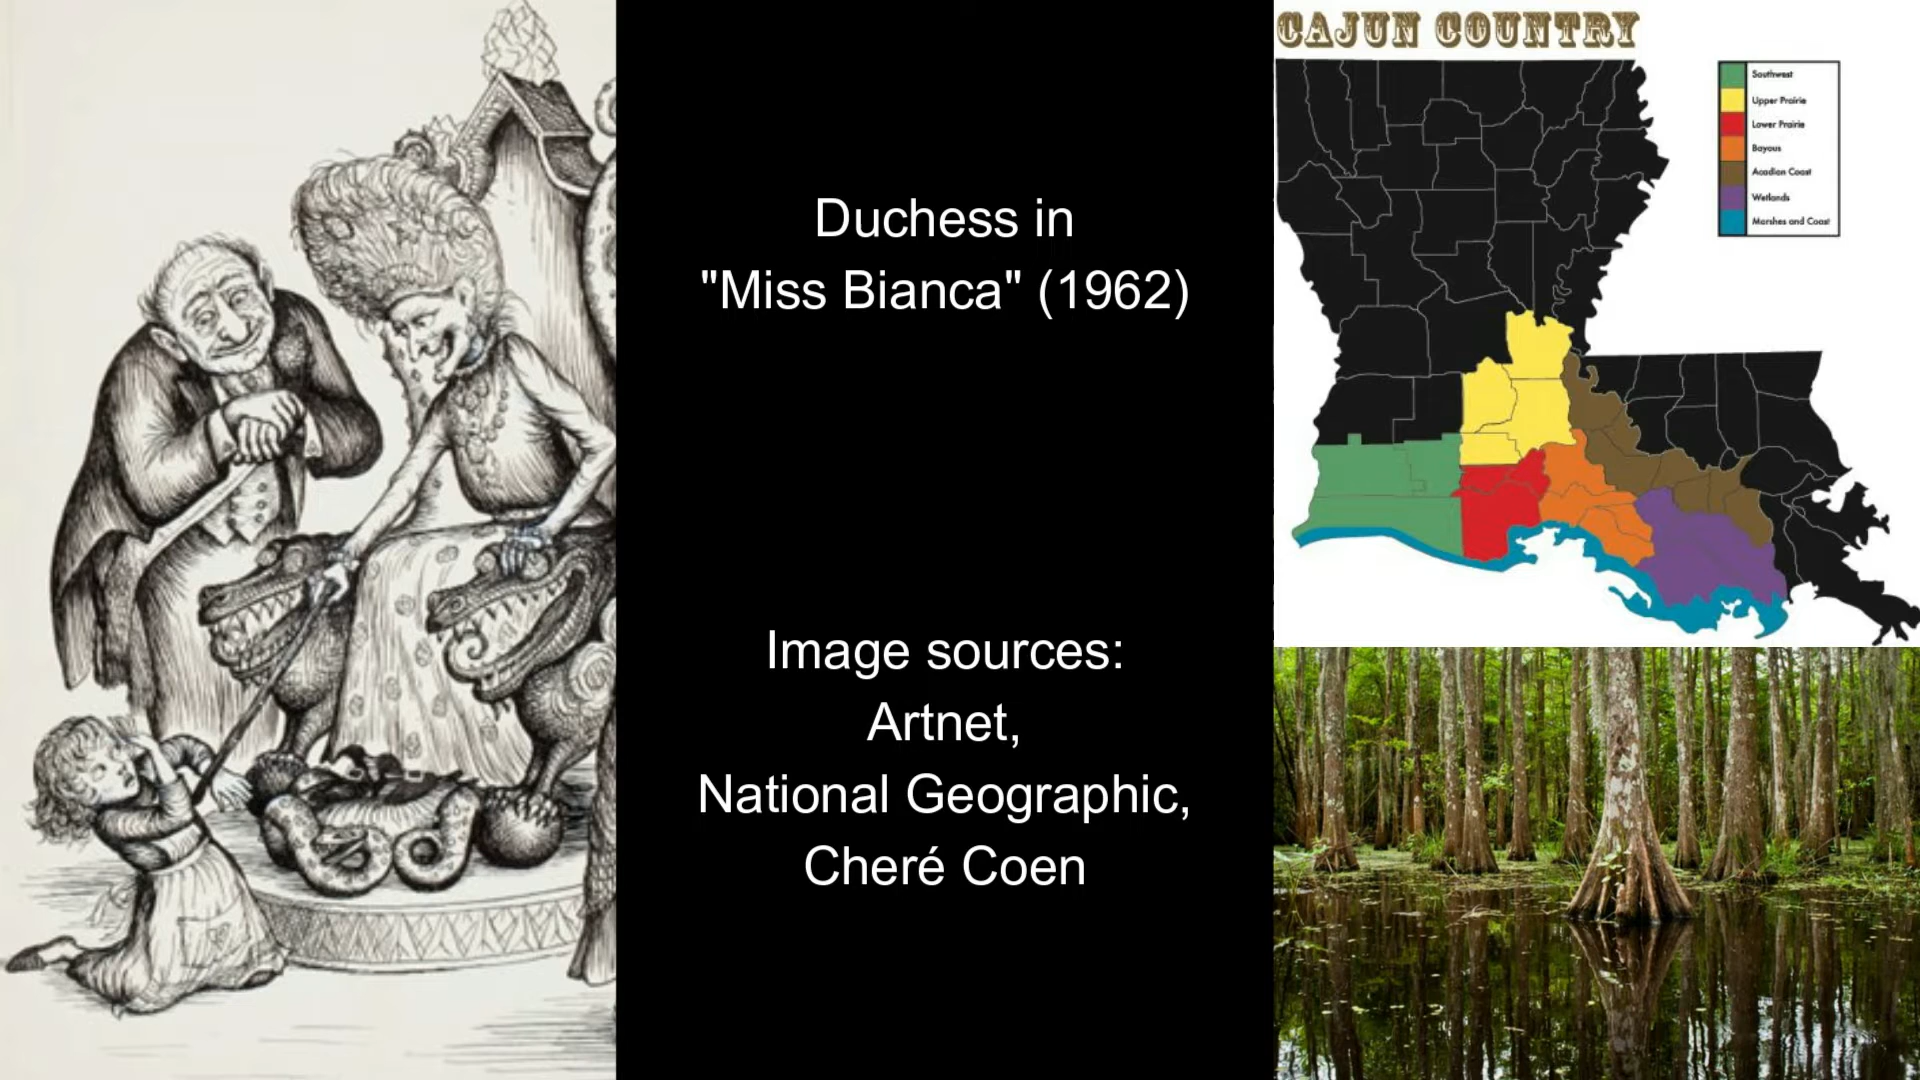 Duchess in
"Miss Bianca" (1962)
Image sources:
Artnet,
National Geographic,
Cheré Coen
CAJUN COUNTRY
Southwest
Upper Prairie
Lower Prairie
Bayous
Acadian Coast
Wetlands
Marshes and Coast